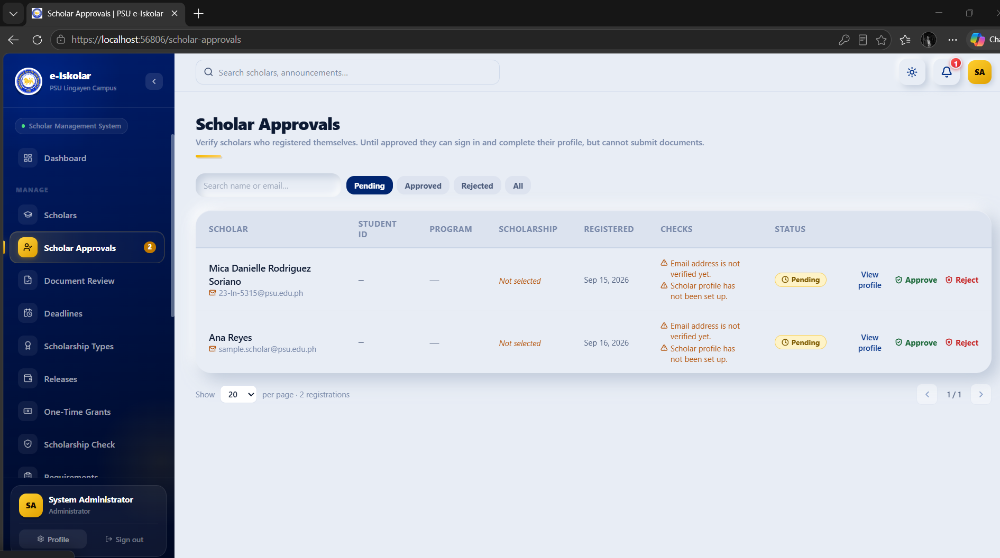 Scholar Approvals | PSU e-Iskolar
https://localhost:56806/scholar-approvals
e-Iskolar
PSU Lingayen Campus
Scholar Management System
Dashboard
MANAGE
Scholars
Scholar Approvals 2
Document Review
Deadlines
Scholarship Types
Releases
One-Time Grants
Scholarship Check
Requirements
SA
System Administrator
Administrator
Profile
Sign out
Search scholars, announcements...
1
SA
Scholar Approvals
Verify scholars who registered themselves. Until approved they can sign in and complete their profile, but cannot submit documents.
Search name or email...
Pending
Approved
Rejected
All
SCHOLAR
STUDENT
ID
PROGRAM
SCHOLARSHIP
REGISTERED
CHECKS
STATUS
Mica Danielle Rodriguez
Soriano
23-ln-5315@psu.edu.ph
—
—
Not selected
Sep 15, 2026
Email address is not
verified yet.
Scholar profile has
not been set up.
Pending
View
profile
Approve
Reject
Ana Reyes
sample.scholar@psu.edu.ph
—
—
Not selected
Sep 16, 2026
Email address is not
verified yet.
Scholar profile has
not been set up.
Pending
View
profile
Approve
Reject
Show 20 per page · 2 registrations
1 / 1